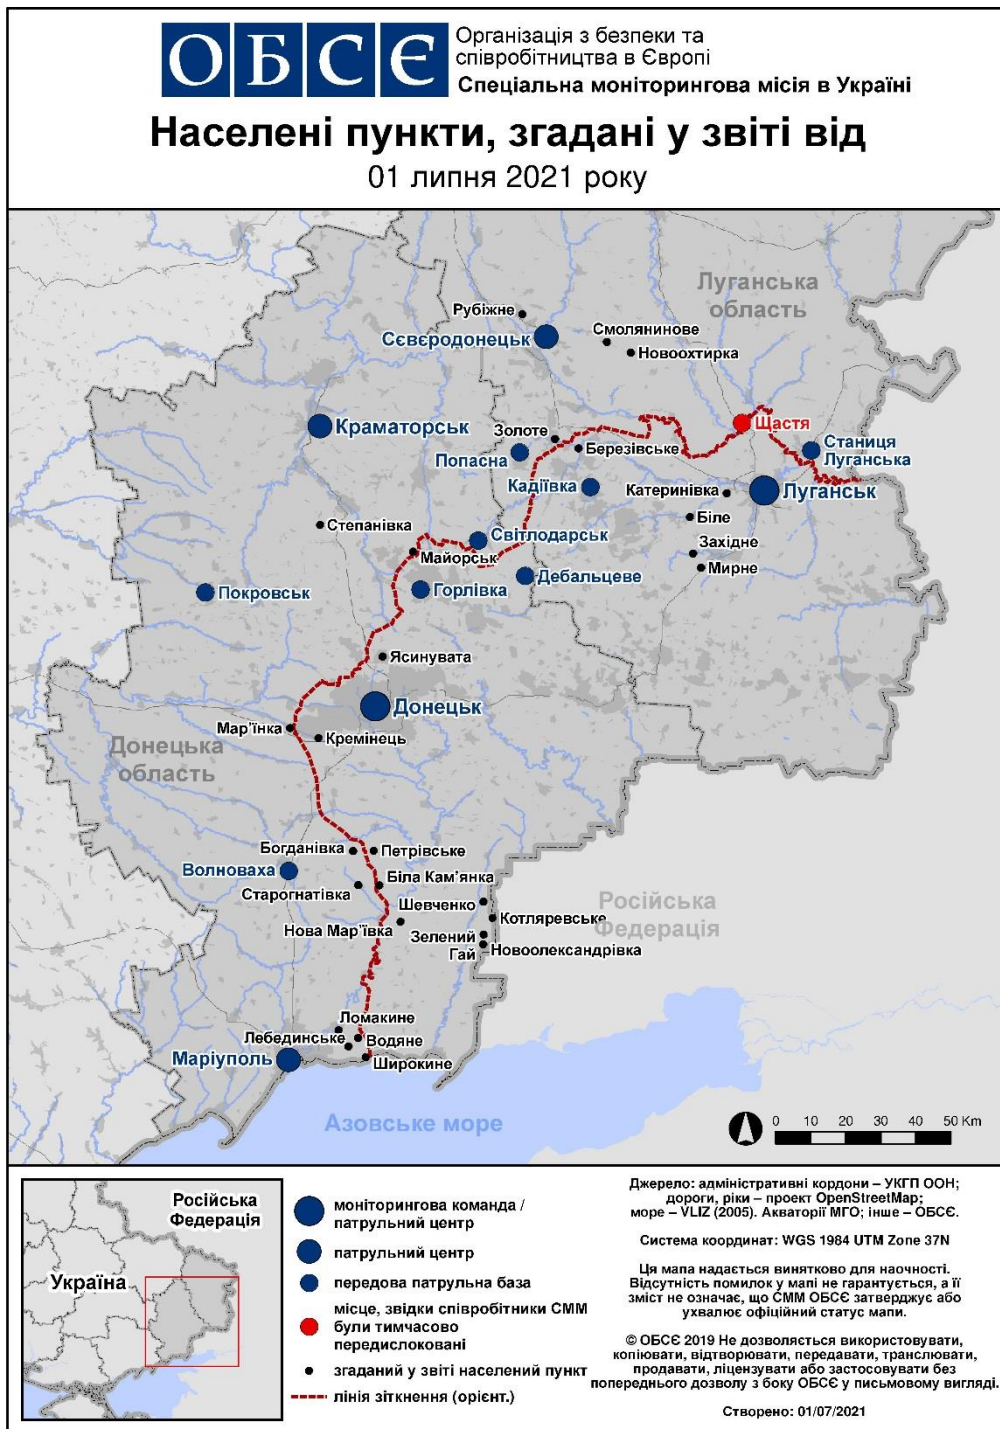 ОБСЄ
Організація з безпеки та
співробітництва в Європі
Спеціальна моніторингова місія в Україні
Населені пункти, згадані у звіті від
01 липня 2021 року
Луганська
область
Рубіжне
Сєвєродонецьк
Смолянинове
Новоохтирка
Краматорськ
Щастя
Золоте
Станиця
Луганська
Попасна
Березівське
Кадіївка
Катеринівка
Луганськ
Степанівка
Біле
Світлодарськ
Майорськ
Західне
Мирне
Дебальцеве
Покровськ
Горлівка
Ясинувата
Донецьк
Мар’їнка
Кремінець
Донецька
область
Богданівка
Петрівське
Волноваха
Біла Кам’янка
Старогнатівка
Шевченко
Російська
Федерація
Котляревське
Нова Мар’ївка
Зелений
Гай
Новоолександрівка
Ломакине
Лебединське
Водяне
Маріуполь
Широкине
Азовське море
0 10 20 30 40 50 Km
Російська
Федерація
Україна
моніторингова команда /
патрульний центр
патрульний центр
передова патрульна база
місце, звідки співробітники СММ
були тимчасово
передислоковані
згаданий у звіті населений пункт
лінія зіткнення (орієнт.)
Джерело: адміністративні кордони – УКГП ООН;
дороги, ріки – проект OpenStreetMap;
море – VLIZ (2005). Акваторії МГО; інше – ОБСЄ.
Система координат: WGS 1984 UTM Zone 37N
Ця мапа надається винятково для наочності.
Відсутність помилок у мапі не гарантується, а її
зміст не означає, що СММ ОБСЄ затверджує або
ухвалює офіційний статус мапи.
© ОБСЄ 2019 Не дозволяється використовувати,
копіювати, відтворювати, передавати, транслювати,
продавати, ліцензувати або застосовувати без
попереднього дозволу з боку ОБСЄ у письмовому вигляді.
Створено: 01/07/2021